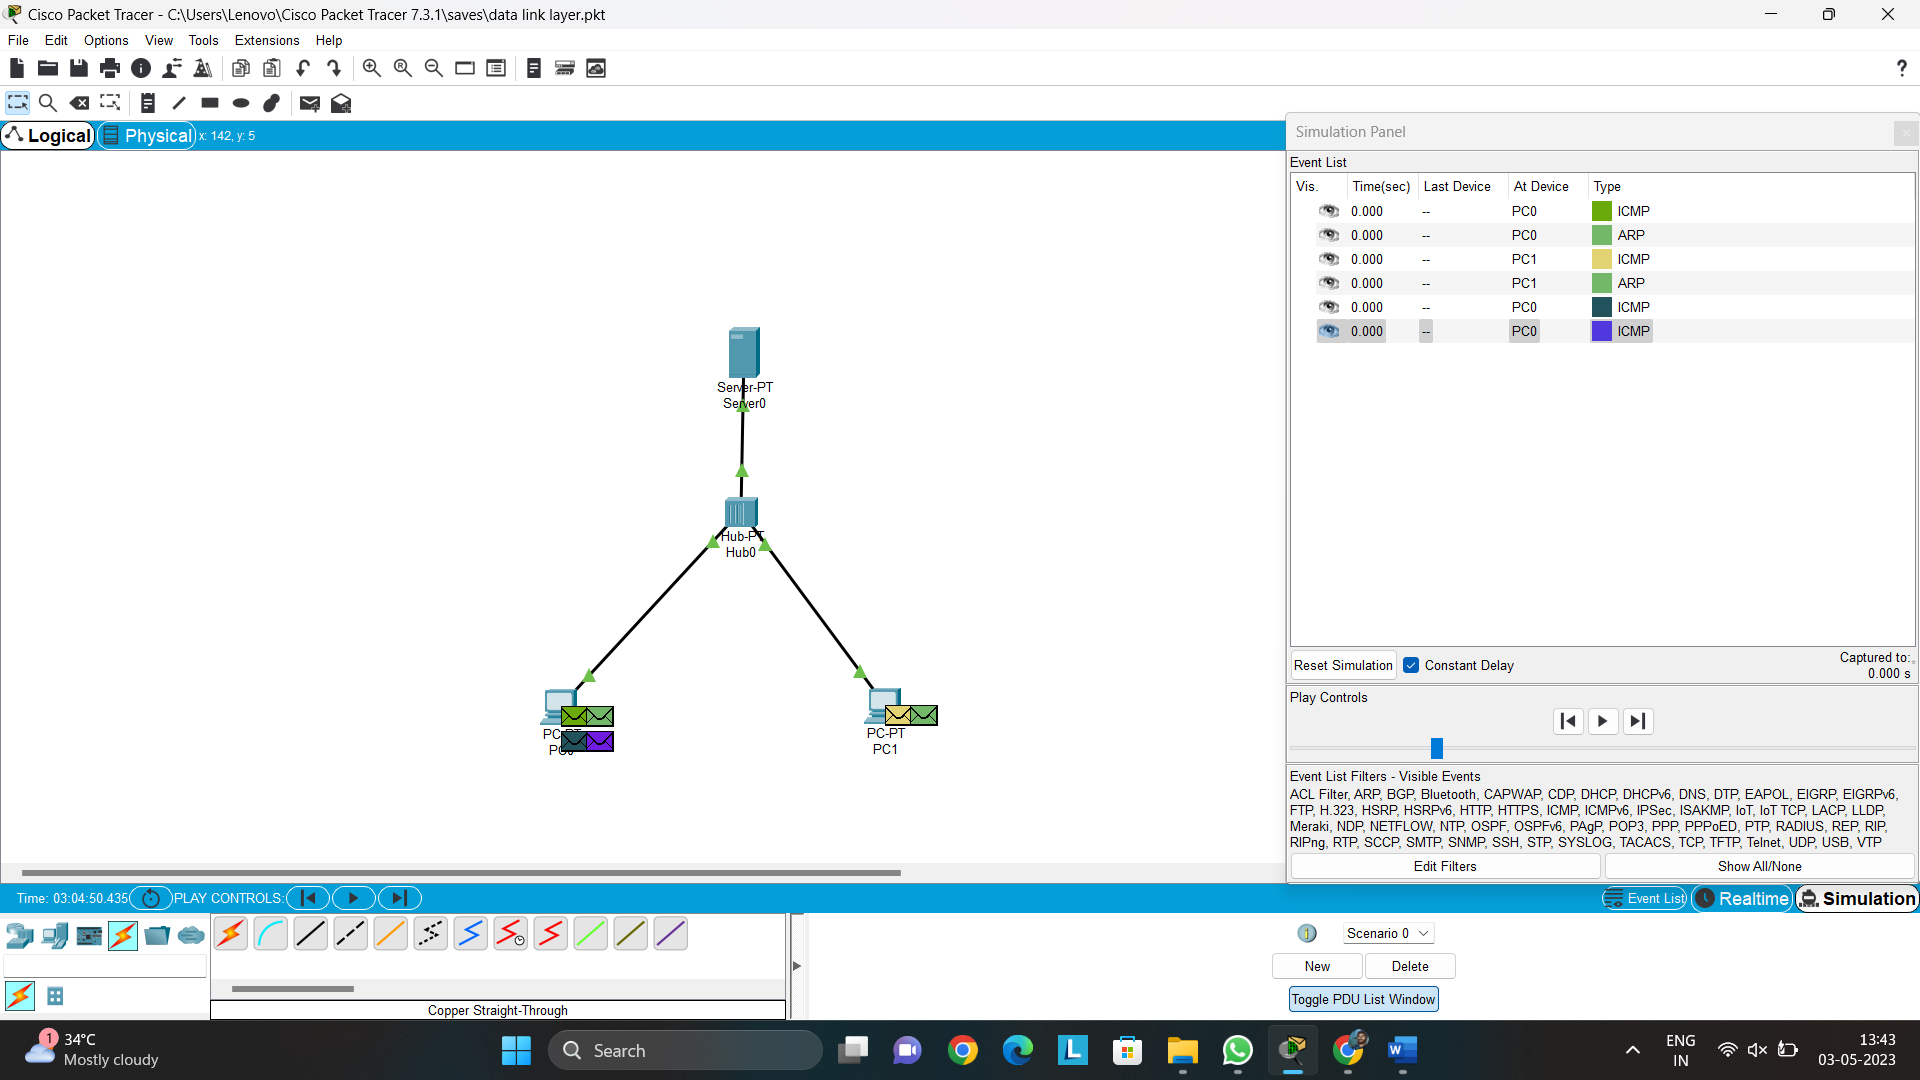 Cisco Packet Tracer - C:\Users\Lenovo\Cisco Packet Tracer 7.3.1\saves\data link layer.pkt
File Edit Options View Tools Extensions Help
?
Logical Physical x: 142, y: 5
Simulation Panel
Event List
Vis. Time(sec) Last Device At Device Type
0.000 -- PC0 ICMP
0.000 -- PC0 ARP
0.000 -- PC1 ICMP
0.000 -- PC1 ARP
0.000 -- PC0 ICMP
0.000 -- PC0 ICMP
Server-PT
Server0
Hub-PT
Hub0
PC-PT
PC0
PC-PT
PC1
Reset Simulation Constant Delay
Captured to:
0.000 s
Play Controls
Event List Filters - Visible Events
ACL Filter, ARP, BGP, Bluetooth, CAPWAP, CDP, DHCP, DHCPv6, DNS, DTP, EAPOL, EIGRP, EIGRPv6,
FTP, H.323, HSRP, HSRPv6, HTTP, HTTPS, ICMP, ICMPv6, IPSec, ISAKMP, IoT, IoT TCP, LACP, LLDP,
Meraki, NDP, NETFLOW, NTP, OSPF, OSPFv6, PAgP, POP3, PPP, PPPoED, PTP, RADIUS, REP, RIP,
RIPng, RTP, SCCP, SMTP, SNMP, SSH, STP, SYSLOG, TACACS, TCP, TFTP, Telnet, UDP, USB, VTP
Edit Filters Show All/None
Time: 03:04:50.435 PLAY CONTROLS: Event List Realtime Simulation
1 Scenario 0
New Delete
Toggle PDU List Window
Copper Straight-Through
1 34°C
Mostly cloudy
Search
L
W
ENG
IN
13:43
03-05-2023